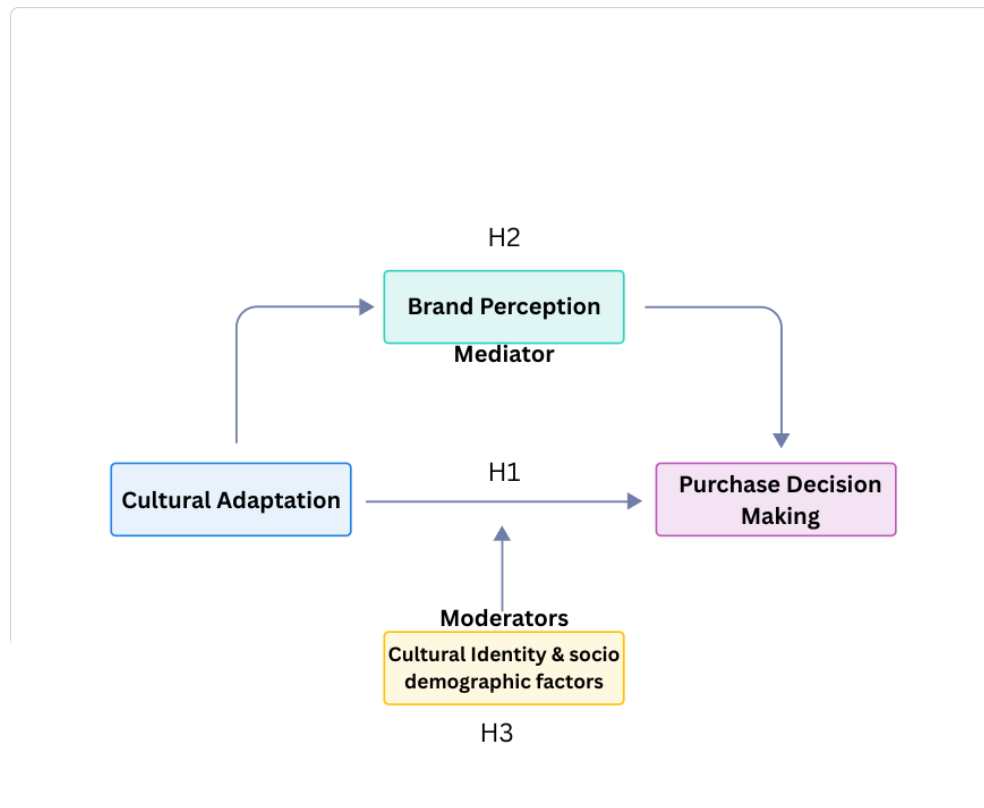 H2
Brand Perception
Mediator
H1
Cultural Adaptation
Purchase Decision
Making
Moderators
Cultural Identity & socio
demographic factors
H3